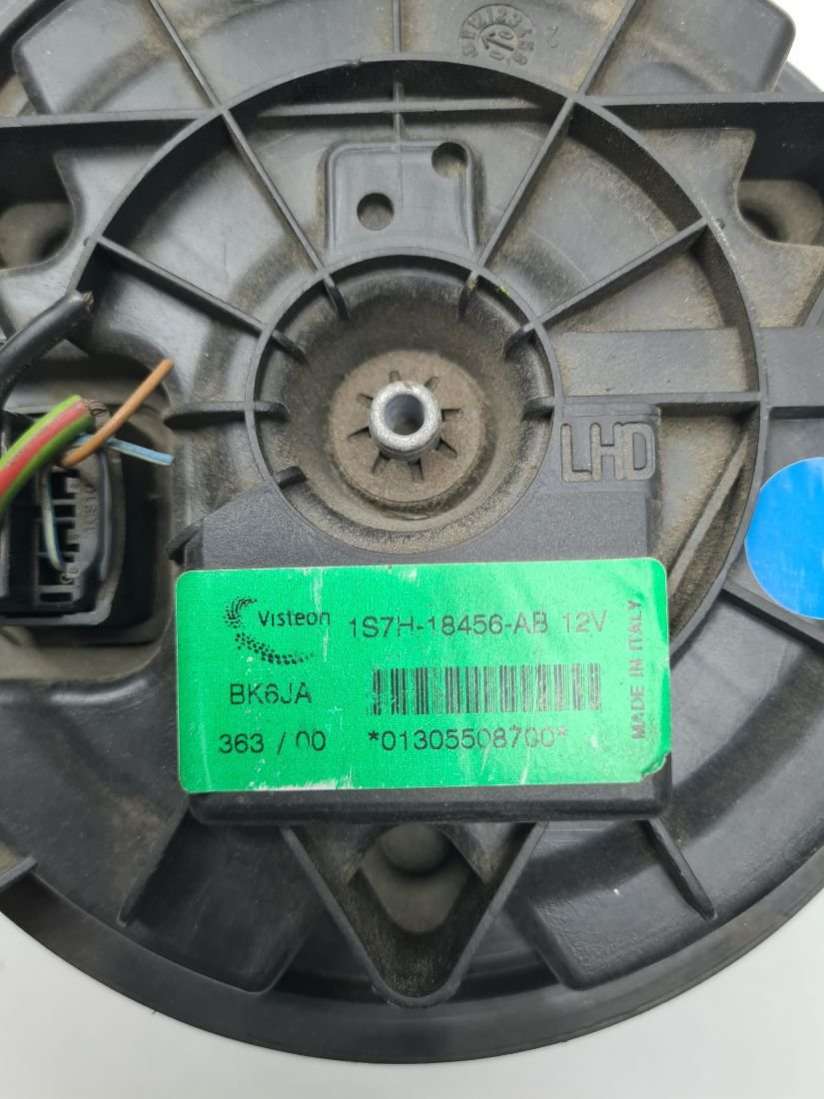 LHD
Visteon 1S7H-18456-AB 12V
BK6JA
363 / 00 *01305508700*
MADE IN ITALY